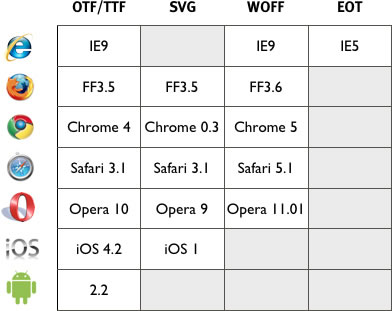 OTF/TTF SVG WOFF EOT
IE9 IE9 IE5
FF3.5 FF3.5 FF3.6
Chrome 4 Chrome 0.3 Chrome 5
Safari 3.1 Safari 3.1 Safari 5.1
Opera 10 Opera 9 Opera 11.01
iOS iOS 4.2 iOS 1
2.2